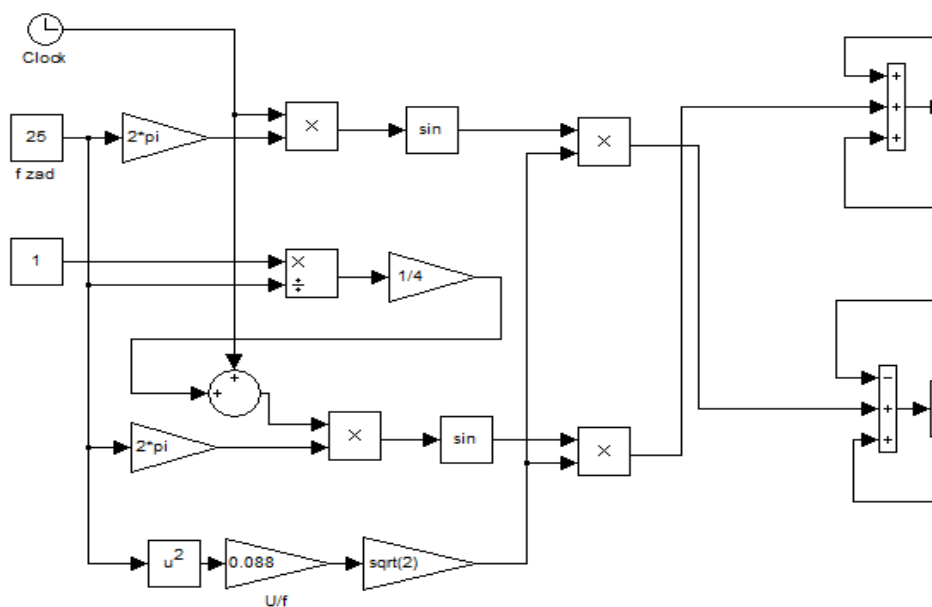 Clock
25
2*pi
×
sin
×
f zad
+
+
+
1
×
÷
1/4
+
+
2*pi
×
sin
×
−
+
+
u²
0.088
sqrt(2)
U/f